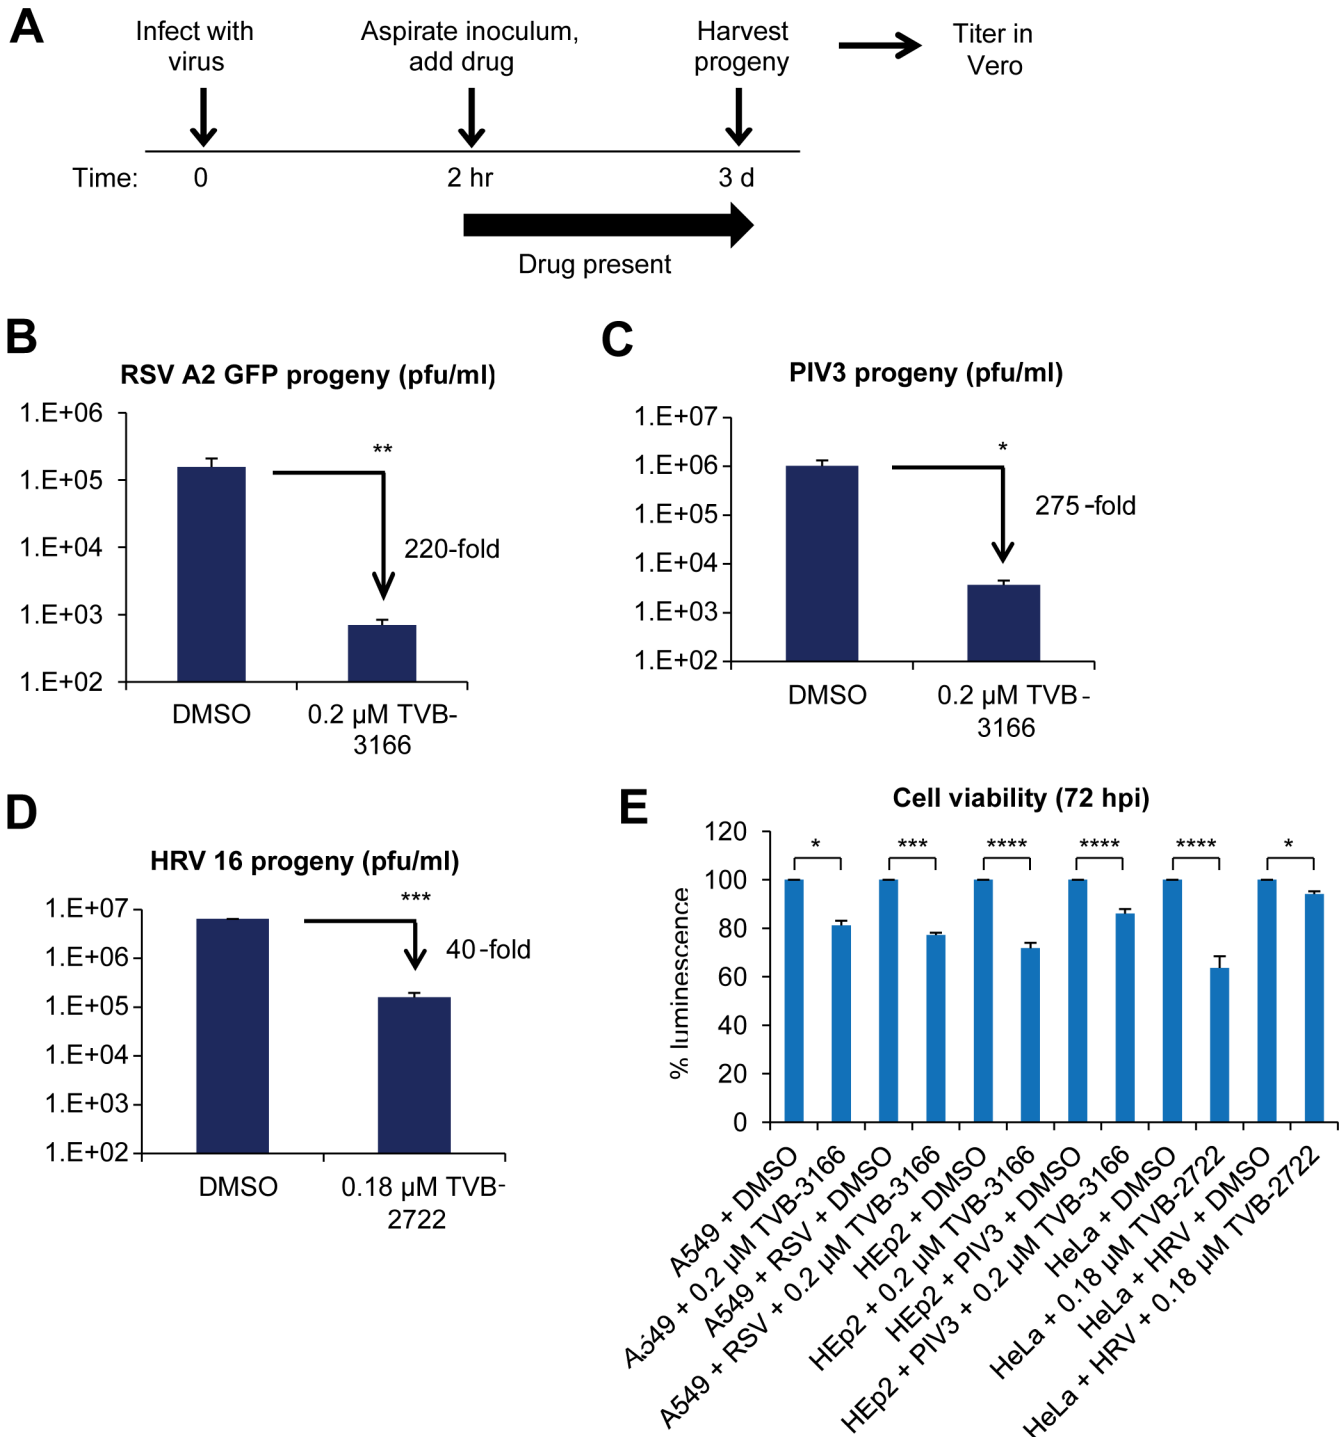 A
Infect with
virus
Aspirate inoculum,
add drug
Harvest
progeny
Titer in
Vero
Time:
0
2 hr
3 d
Drug present
B
RSV A2 GFP progeny (pfu/ml)
1.E+06
1.E+05
1.E+04
1.E+03
1.E+02
**
220-fold
DMSO
0.2 µM TVB-
3166
C
PIV3 progeny (pfu/ml)
1.E+07
1.E+06
1.E+05
1.E+04
1.E+03
1.E+02
*
275-fold
DMSO
0.2 µM TVB-
3166
D
HRV 16 progeny (pfu/ml)
1.E+07
1.E+06
1.E+05
1.E+04
1.E+03
1.E+02
***
40-fold
DMSO
0.18 µM TVB-
2722
E
Cell viability (72 hpi)
% luminescence
120
100
80
60
40
20
0
*
***
****
****
****
*
A549 + DMSO
A549 + 0.2 µM TVB-3166
A549 + RSV + DMSO
A549 + RSV + 0.2 µM TVB-3166
HEp2 + DMSO
HEp2 + 0.2 µM TVB-3166
HEp2 + PIV3 + DMSO
HEp2 + PIV3 + 0.2 µM TVB-3166
HeLa + DMSO
HeLa + 0.18 µM TVB-2722
HeLa + HRV + DMSO
HeLa + HRV + 0.18 µM TVB-2722